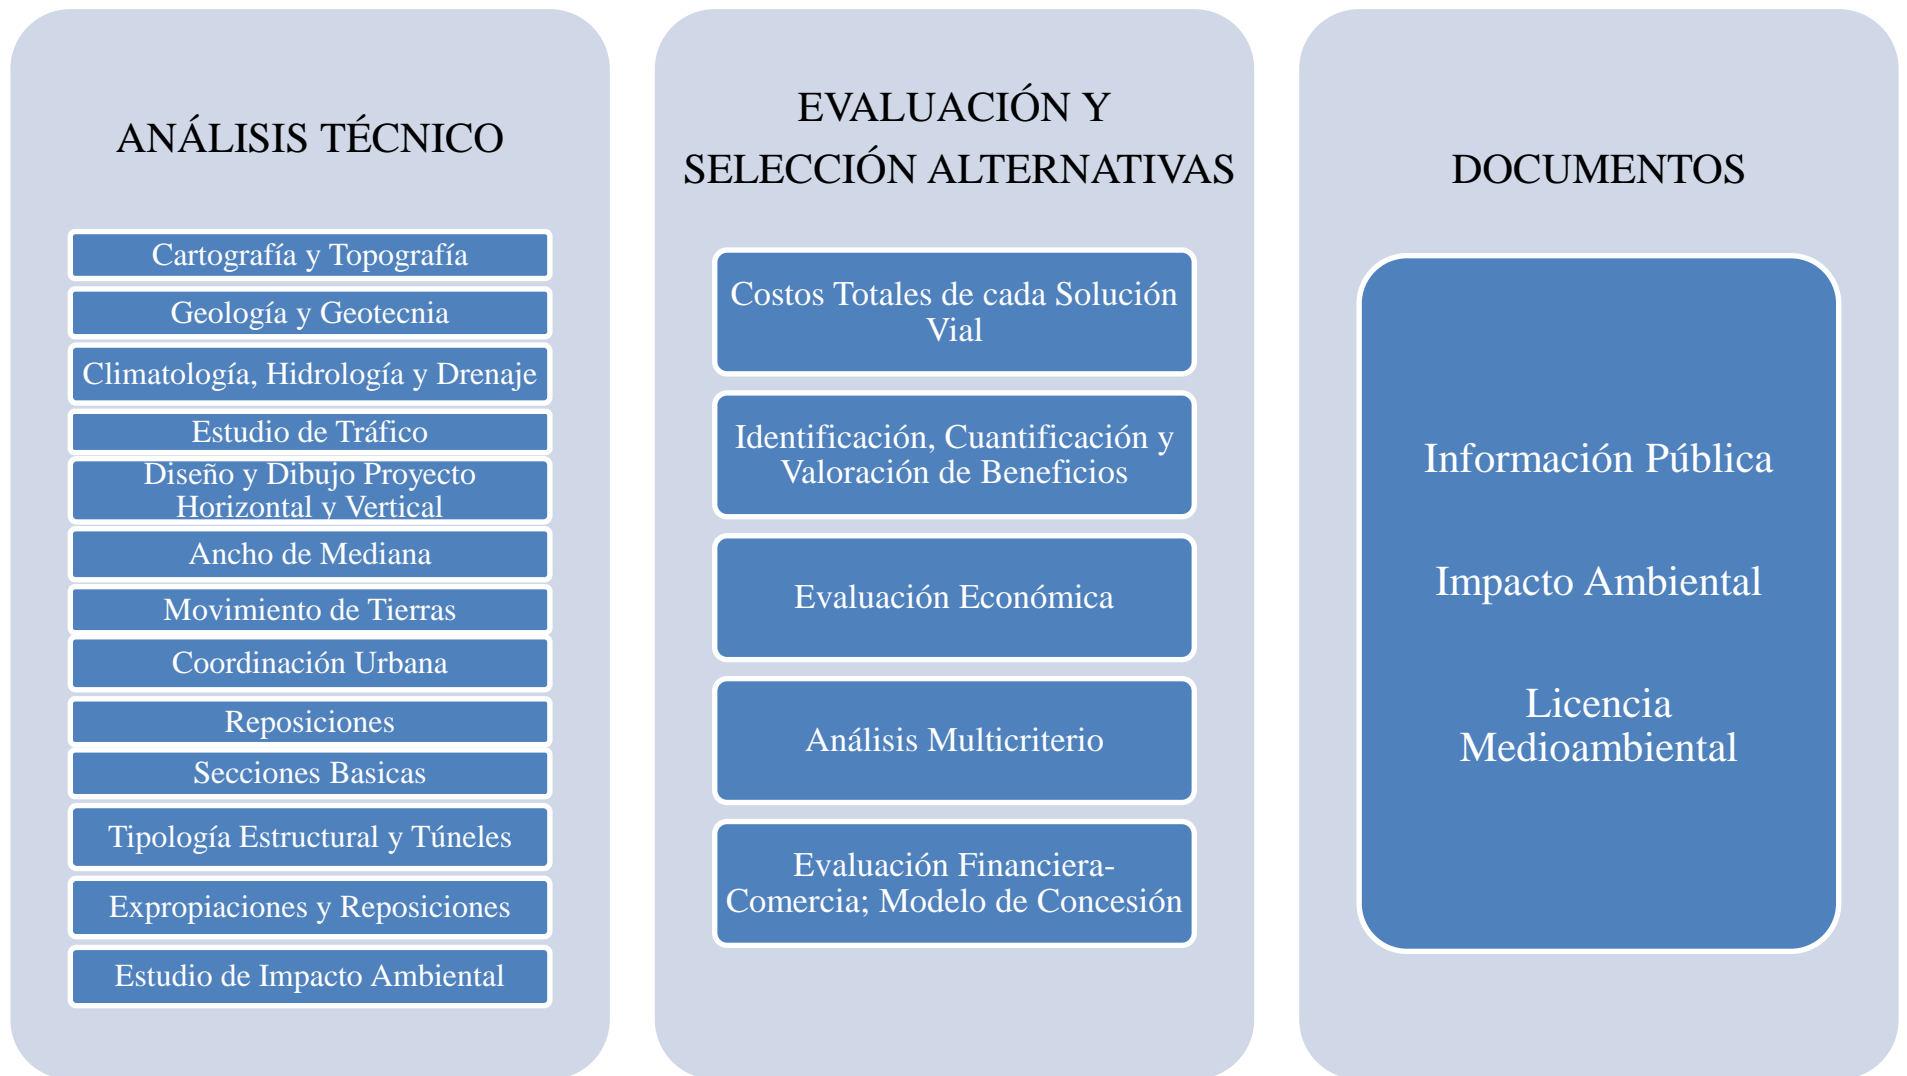 ANÁLISIS TÉCNICO
Cartografía y Topografía
Geología y Geotecnia
Climatología, Hidrología y Drenaje
Estudio de Tráfico
Diseño y Dibujo Proyecto
Horizontal y Vertical
Ancho de Mediana
Movimiento de Tierras
Coordinación Urbana
Reposiciones
Secciones Basicas
Tipología Estructural y Túneles
Expropiaciones y Reposiciones
Estudio de Impacto Ambiental
EVALUACIÓN Y
SELECCIÓN ALTERNATIVAS
Costos Totales de cada Solución
Vial
Identificación, Cuantificación y
Valoración de Beneficios
Evaluación Económica
Análisis Multicriterio
Evaluación Financiera-
Comercia; Modelo de Concesión
DOCUMENTOS
Información Pública
Impacto Ambiental
Licencia
Medioambiental